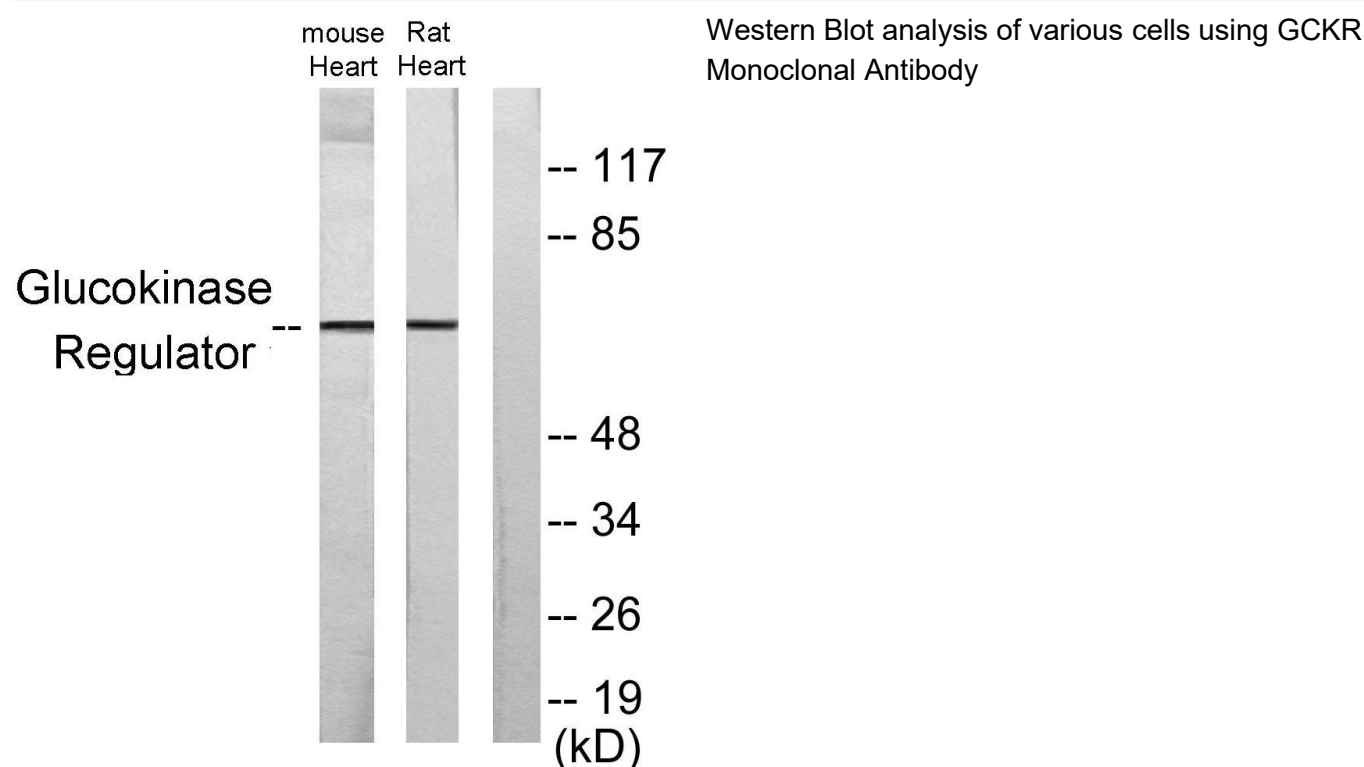 mouse Rat
Heart Heart
Western Blot analysis of various cells using GCKR
Monoclonal Antibody
-- 117
-- 85
Glucokinase
--
Regulator
-- 48
-- 34
-- 26
-- 19
(kD)